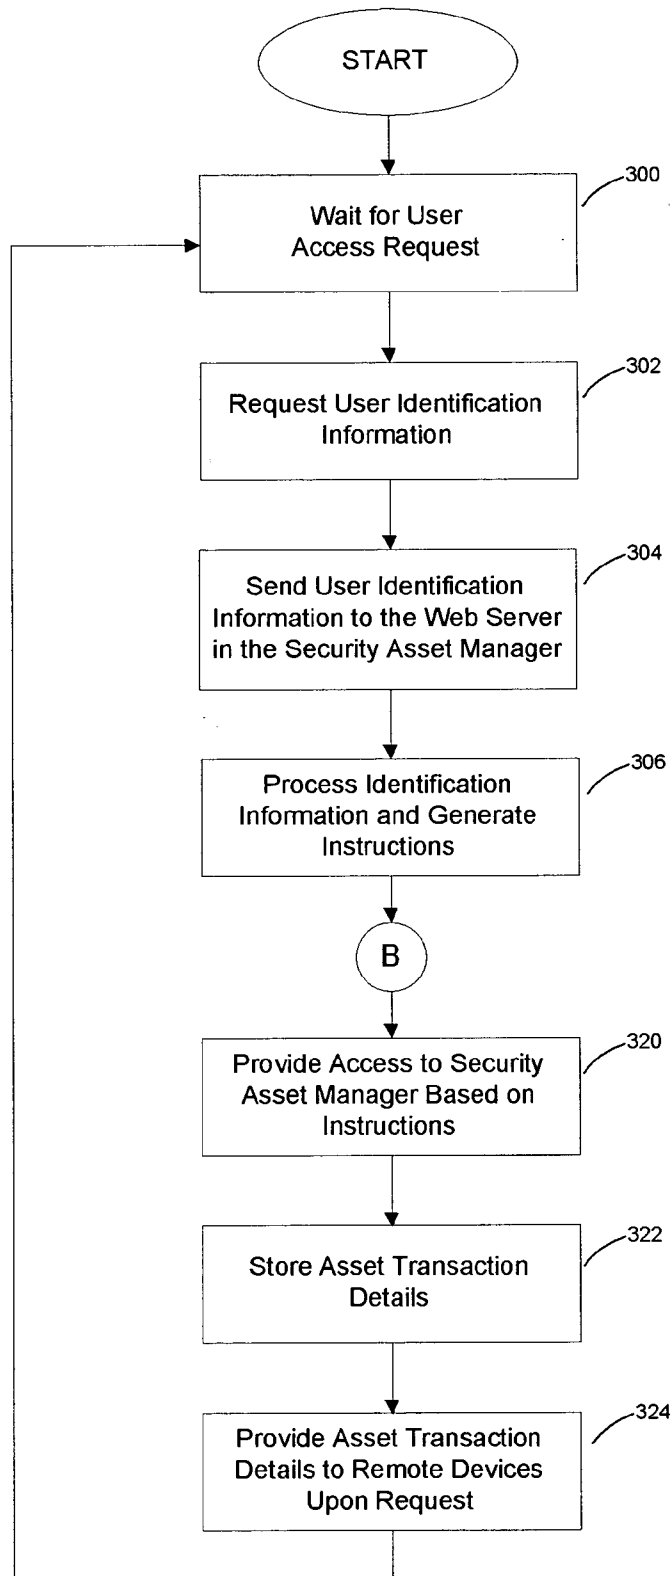 START
300
Wait for User
Access Request
302
Request User Identification
Information
304
Send User Identification
Information to the Web Server
in the Security Asset Manager
306
Process Identification
Information and Generate
Instructions
B
320
Provide Access to Security
Asset Manager Based on
Instructions
322
Store Asset Transaction
Details
324
Provide Asset Transaction
Details to Remote Devices
Upon Request